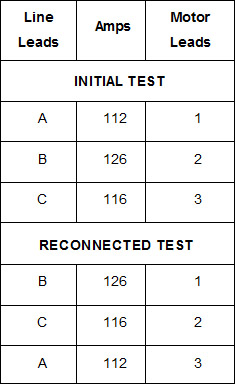 Line Leads Amps Motor Leads
INITIAL TEST
A 112 1
B 126 2
C 116 3
RECONNECTED TEST
B 126 1
C 116 2
A 112 3